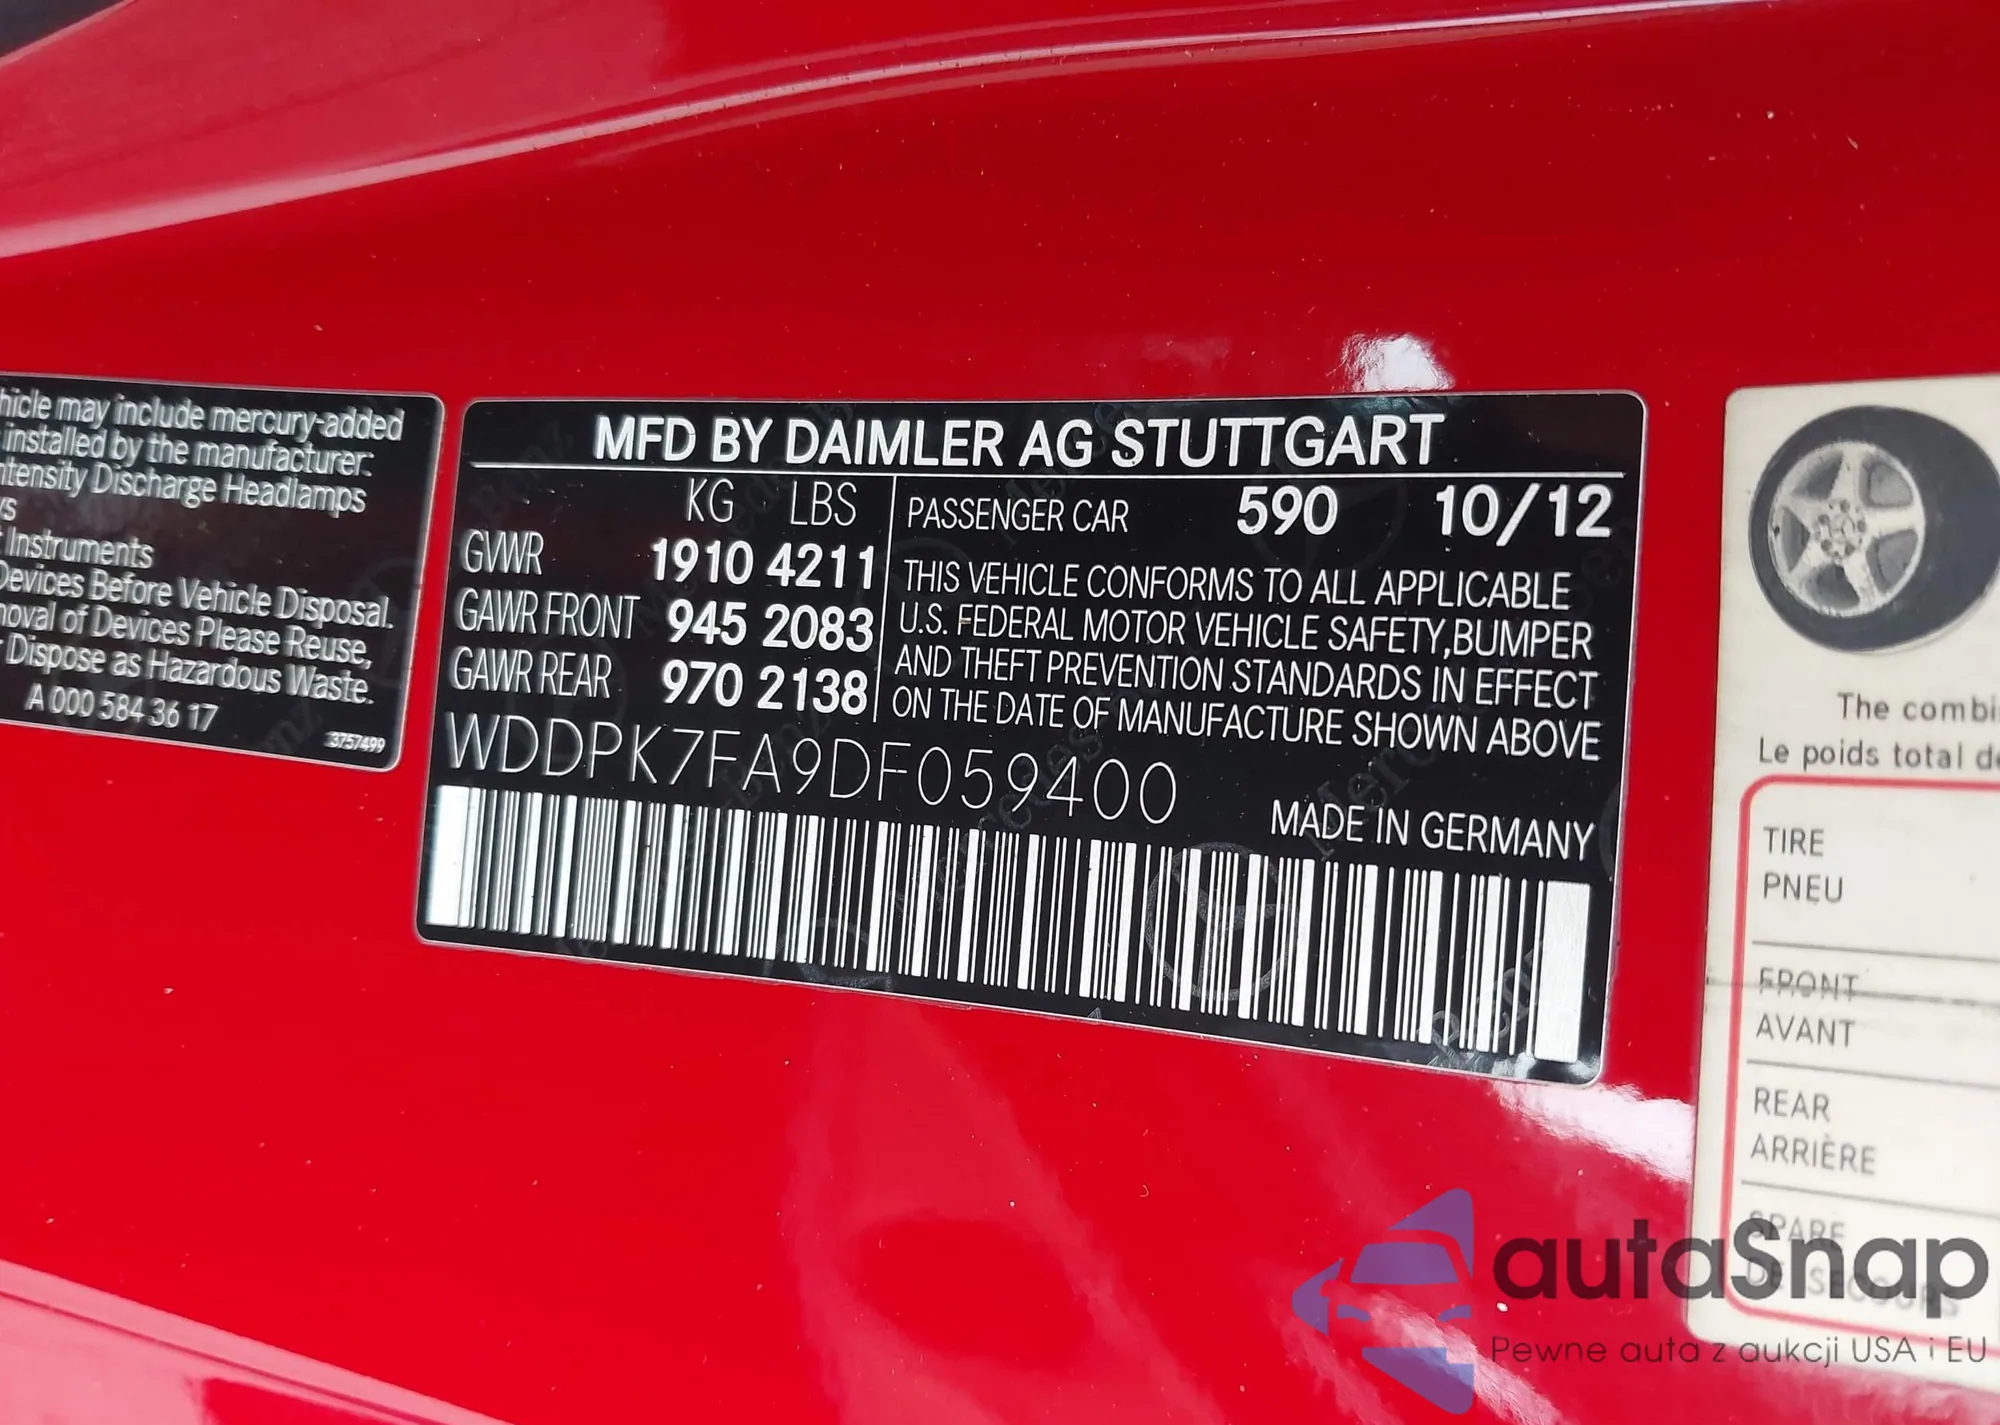 hicle may include mercury-added
installed by the manufacturer:
ntensity Discharge Headlamps
ys
Instruments
Devices Before Vehicle Disposal.
moval of Devices Please Reuse,
r Dispose as Hazardous Waste.
A 000 584 36 17
3757499
MFD BY DAIMLER AG STUTTGART
KG LBS
GVWR 1910 4211
GAWR FRONT 945 2083
GAWR REAR 970 2138
PASSENGER CAR 590 10/12
THIS VEHICLE CONFORMS TO ALL APPLICABLE
U.S. FEDERAL MOTOR VEHICLE SAFETY,BUMPER
AND THEFT PREVENTION STANDARDS IN EFFECT
ON THE DATE OF MANUFACTURE SHOWN ABOVE
WDDPK7FA9DF059400
MADE IN GERMANY
The combi
Le poids total de
TIRE
PNEU
FRONT
AVANT
REAR
ARRIÈRE
SPARE
DE SECOURS
autaSnap
Pewne auta z aukcji USA i EU